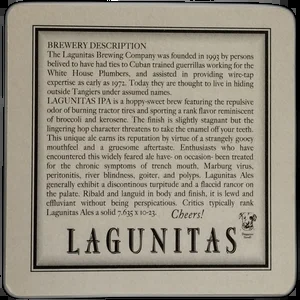 BREWERY DESCRIPTION
The Lagunitas Brewing Company was founded in 1993 by persons
belived to have had ties to Cuban trained guerrillas working for the
White House Plumbers, and assisted in providing wire-tap
expertise as early as 1972. Today they are thought to live in hiding
outside Tangiers under assumed names.
LAGUNITAS IPA is a hoppy-swect brew featuring the repulsive
odor of burning tractor tires and sporting a rank flavor reminiscent
of broccoli and kerosene. The finish is slightly stagnant but the
lingering hop character threatens to take the enamel off your teeth.
This unique ale earns its reputation by virtue of a strangely gooey
mouthfeel and a gruesome aftertaste. Enthusiasts who have
encountered this widely feared ale have- on occasion- been treated
for the chronic symptoms of trench mouth, Marburg virus,
peritonitis, river blindness, goiter, and polyps. Lagunitas Ales
generally exhibit a discontinous turpitude and a flaccid rancor on
the palate. Ribald and languid in body and finish, it is lewd and
effluviant without being perspicatious. Critics typically rank
Lagunitas Ales a solid 7.635 x 10-23. Cheers!
LAGUNITAS